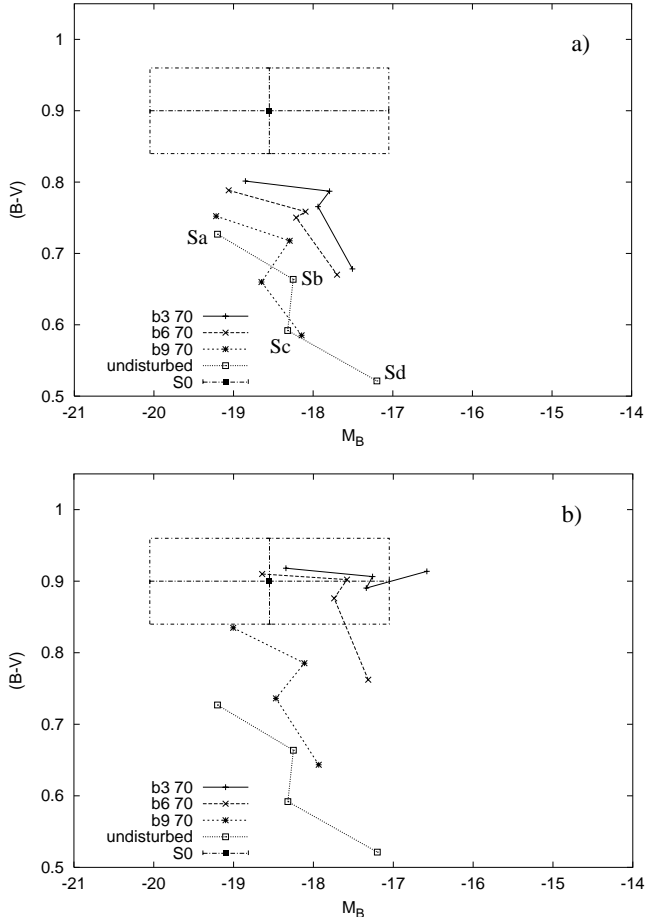 a)
1
0.9
0.8
0.7
0.6
0.5
(B-V)
Sa
Sb
Sc
Sd
b3 70
b6 70
b9 70
undisturbed
S0
-21 -20 -19 -18 -17 -16 -15 -14
M_B
b)
1
0.9
0.8
0.7
0.6
0.5
(B-V)
b3 70
b6 70
b9 70
undisturbed
S0
-21 -20 -19 -18 -17 -16 -15 -14
M_B